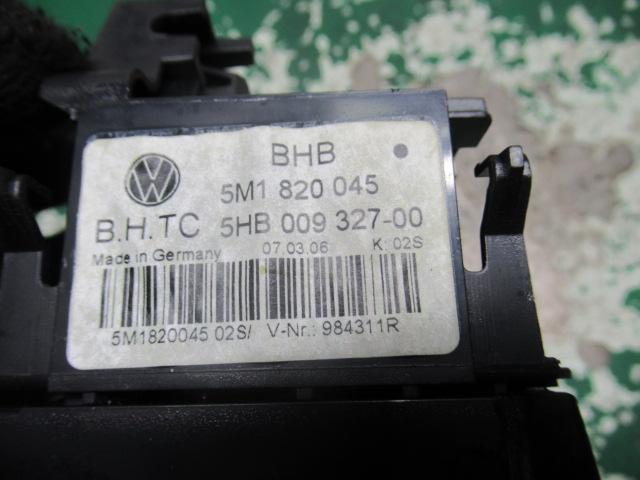 BHB
5M1 820 045
B.H.TC 5HB 009 327-00
Made in Germany 07.03.06 K: 02S
5M1820045 02S/ V-Nr.: 984311R